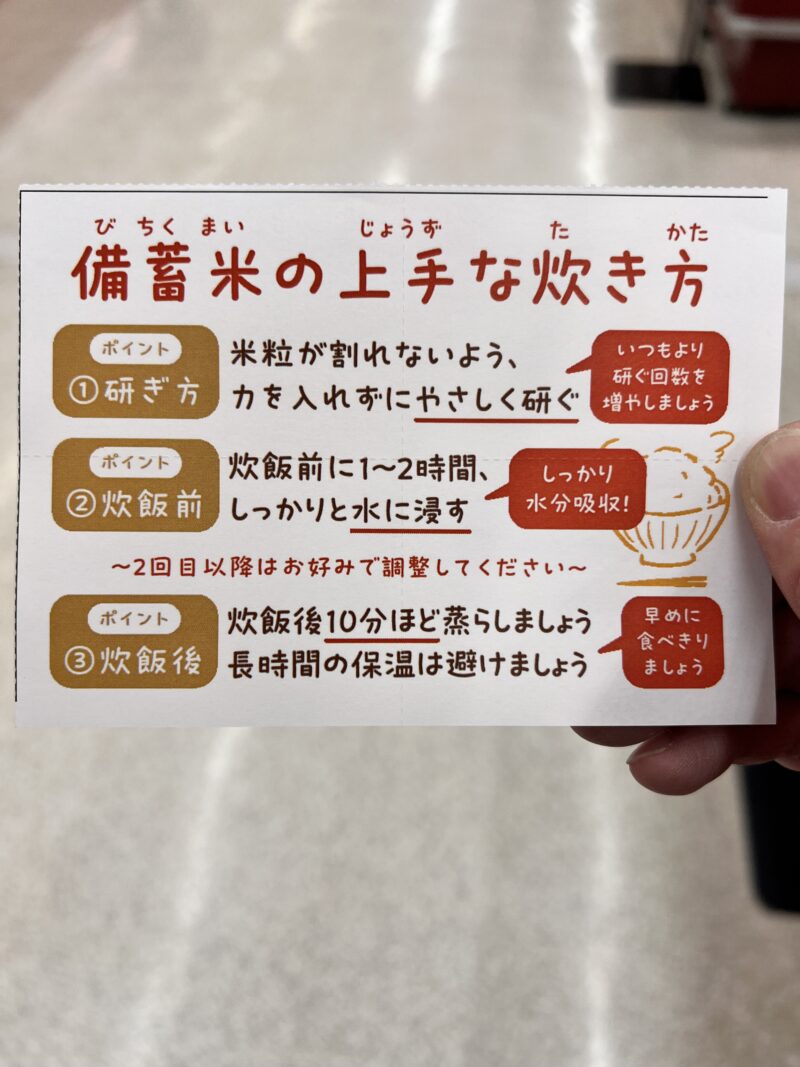 び ちく まい じょうず た かた
備蓄米の上手な炊き方
ポイント
①研ぎ方
米粒が割れないよう、
力を入れずにやさしく研ぐ
いつもより
研ぐ回数を
増やしましょう
ポイント
②炊飯前
炊飯前に1〜2時間、
しっかりと水に浸す
しっかり
水分吸収!
〜2回目以降はお好みで調整してください〜
ポイント
③炊飯後
炊飯後10分ほど蒸らしましょう
長時間の保温は避けましょう
早めに
食べきり
ましょう